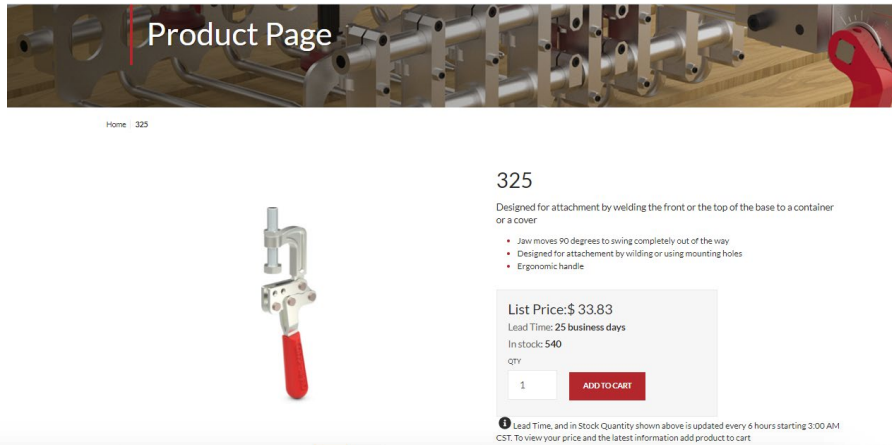 Product Page
Home 325
325
Designed for attachment by welding the front or the top of the base to a container
or a cover
Jaw moves 90 degrees to swing completely out of the way
Designed for attachement by wilding or using mounting holes
Ergonomic handle
List Price:$ 33.83
Lead Time: 25 business days
In stock: 540
QTY
1
ADD TO CART
Lead Time, and in Stock Quantity shown above is updated every 6 hours starting 3:00 AM
CST. To view your price and the latest information add product to cart